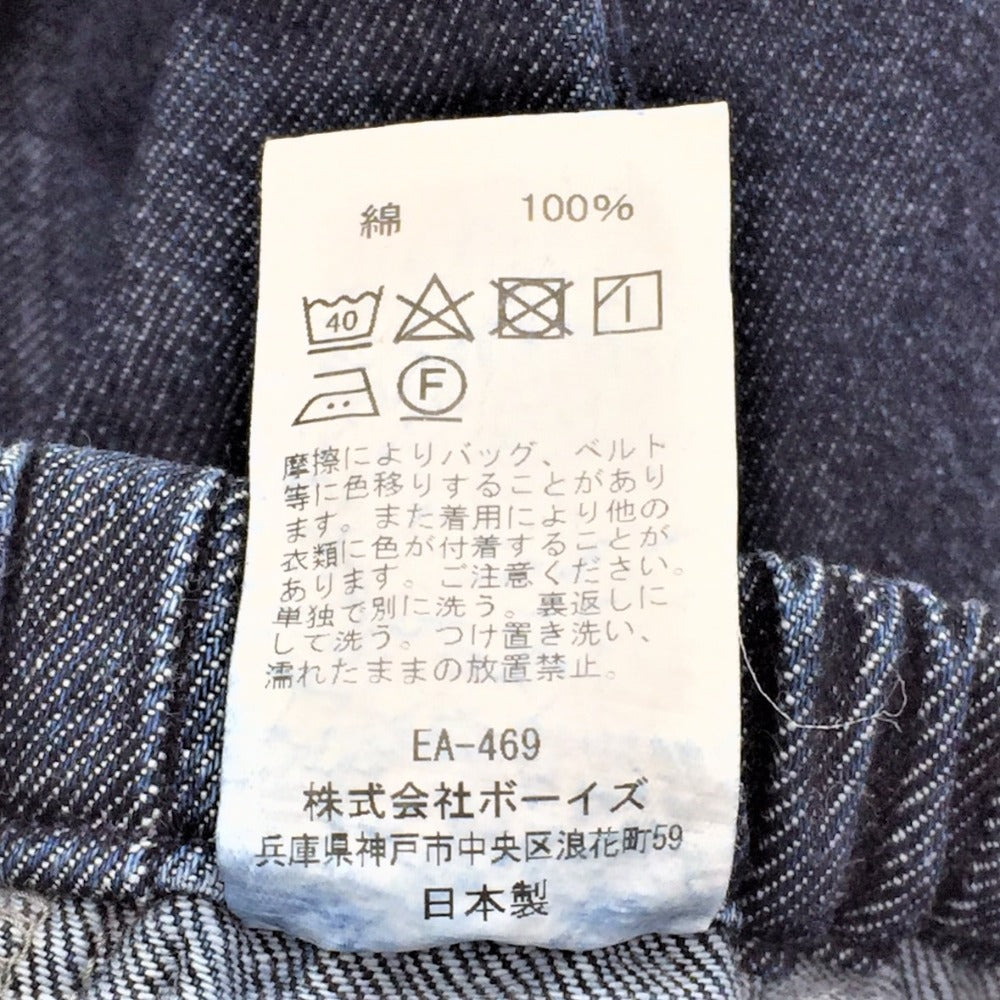 綿 100%
40
F
摩擦によりバッグ、ベルト
等に色移りすることがあり
ます。また着用により他の
衣類に色が付着することが
あります。ご注意ください。
単独で別に洗う。裏返しに
して洗う。つけ置き洗い、
濡れたままの放置禁止。
EA-469
株式会社ボーイズ
兵庫県神戸市中央区浪花町59
日本製